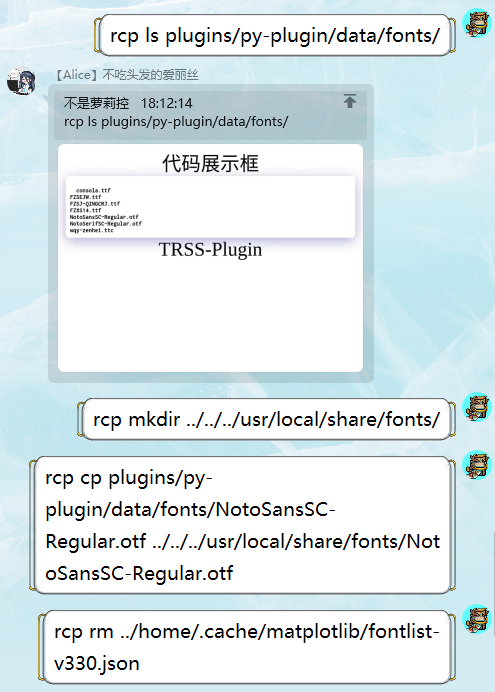 rcp ls plugins/py-plugin/data/fonts/
【Alice】不吃头发的爱丽丝
不是萝莉控 18:12:14
rcp ls plugins/py-plugin/data/fonts/
代码展示框
consola.ttf
FZSEJW.ttf
FZSJ-QINGCRJ.ttf
FZXS14.ttf
NotoSansSC-Regular.otf
NotoSerifSC-Regular.otf
wqy-zenhei.ttc
TRSS-Plugin
rcp mkdir ../../../usr/local/share/fonts/
rcp cp plugins/py-
plugin/data/fonts/NotoSansSC-
Regular.otf ../../../usr/local/share/fonts/Not
oSansSC-Regular.otf
rcp rm ../home/.cache/matplotlib/fontlist-
v330.json